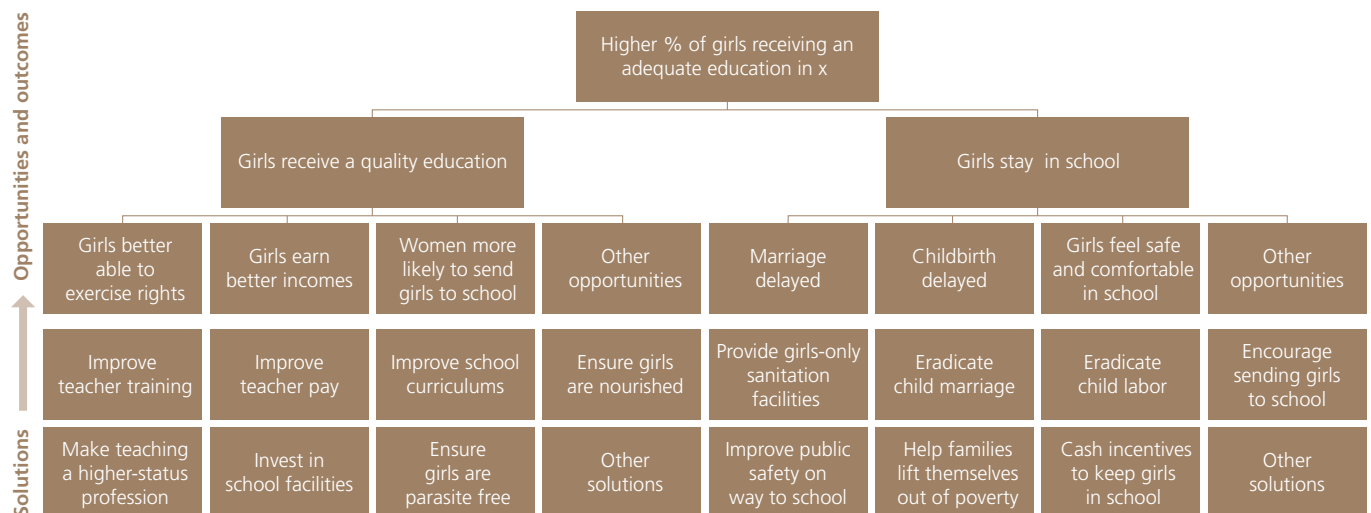 Opportunities and outcomes
Solutions
Higher % of girls receiving an
adequate education in x
Girls receive a quality education
Girls stay in school
Girls better
able to
exercise rights
Girls earn
better incomes
Women more
likely to send
girls to school
Other
opportunities
Marriage
delayed
Childbirth
delayed
Girls feel safe
and comfortable
in school
Other
opportunities
Improve
teacher training
Improve
teacher pay
Improve school
curriculums
Ensure girls
are nourished
Provide girls-only
sanitation
facilities
Eradicate
child marriage
Eradicate
child labor
Encourage
sending girls
to school
Make teaching
a higher-status
profession
Invest in
school facilities
Ensure
girls are
parasite free
Other
solutions
Improve public
safety on
way to school
Help families
lift themselves
out of poverty
Cash incentives
to keep girls
in school
Other
solutions